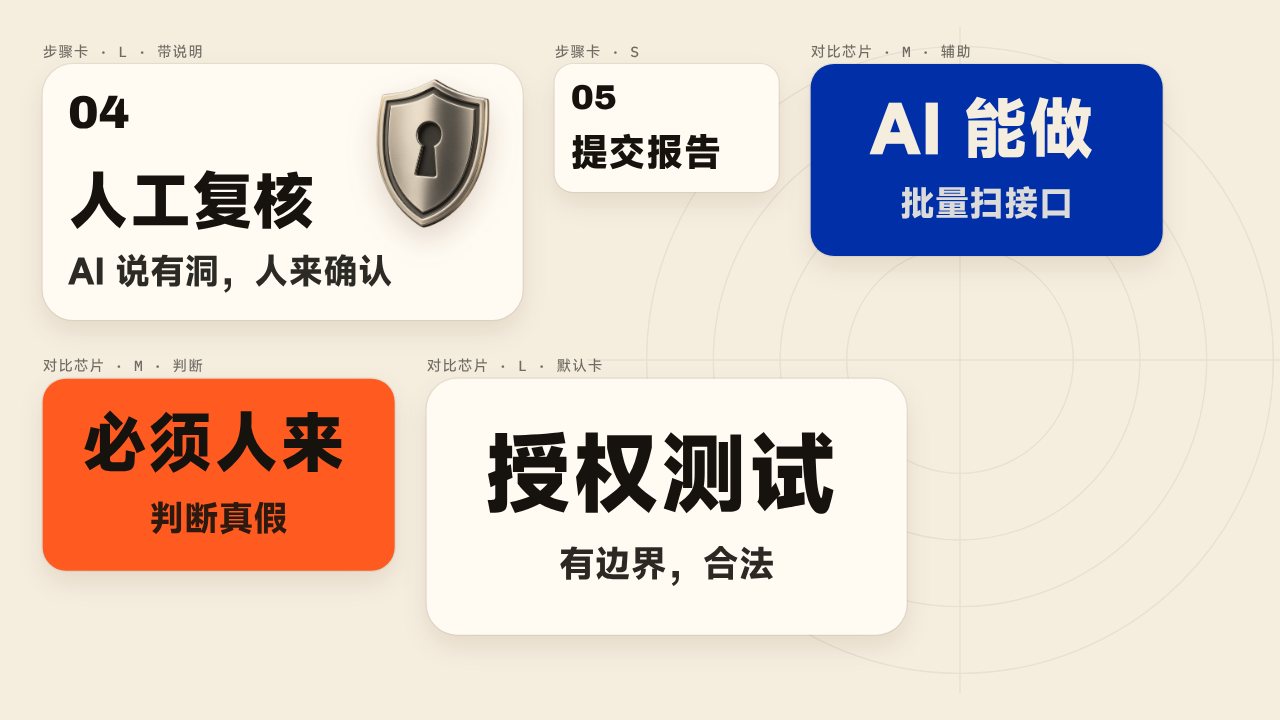 步骤卡 · L · 带说明
04
人工复核
AI 说有洞，人来确认
步骤卡 · S
05
提交报告
对比芯片 · M · 辅助
AI 能做
批量扫接口
对比芯片 · M · 判断
必须人来
判断真假
对比芯片 · L · 默认卡
授权测试
有边界，合法